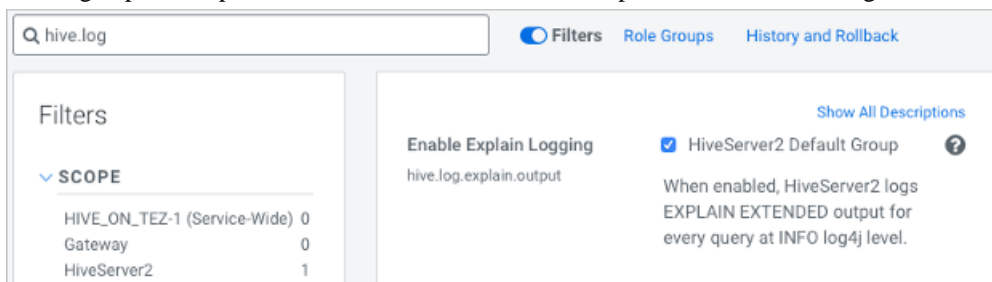 hive.log
Filters Role Groups History and Rollback
Filters
SCOPE
HIVE_ON_TEZ-1 (Service-Wide) 0
Gateway 0
HiveServer2 1
Show All Descriptions
Enable Explain Logging
hive.log.explain.output
HiveServer2 Default Group
When enabled, HiveServer2 logs
EXPLAIN EXTENDED output for
every query at INFO log4j level.